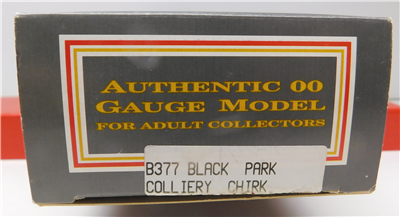 AUTHENTIC 00
GAUGE MODEL
FOR ADULT COLLECTORS
B377 BLACK PARK
COLLIERY CHIRK